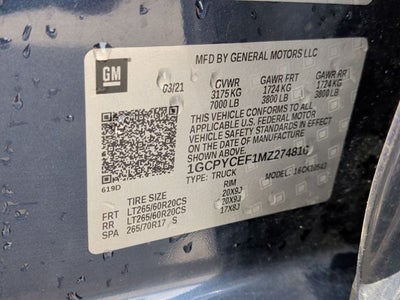 GM
MFD BY GENERAL MOTORS LLC
03/21
GVWR GAWR FRT GAWR RR
3175 KG 1724 KG 1724 KG
7000 LB 3800 LB 3800 LB
THIS VEHICLE CONFORMS TO ALL
APPLICABLE U.S. FEDERAL MOTOR
VEHICLE SAFETY STANDARDS IN EFFECT
ON THE DATE OF MANUFACTURE SHOWN ABOVE.
1GCPYCEF1MZ274816
619D
TYPE: TRUCK MODEL:
TIRE SIZE RIM
FRT LT265/60R20CS 20X9J
RR LT265/60R20CS 20X9J
SPA 265/70R17 S 17X8J